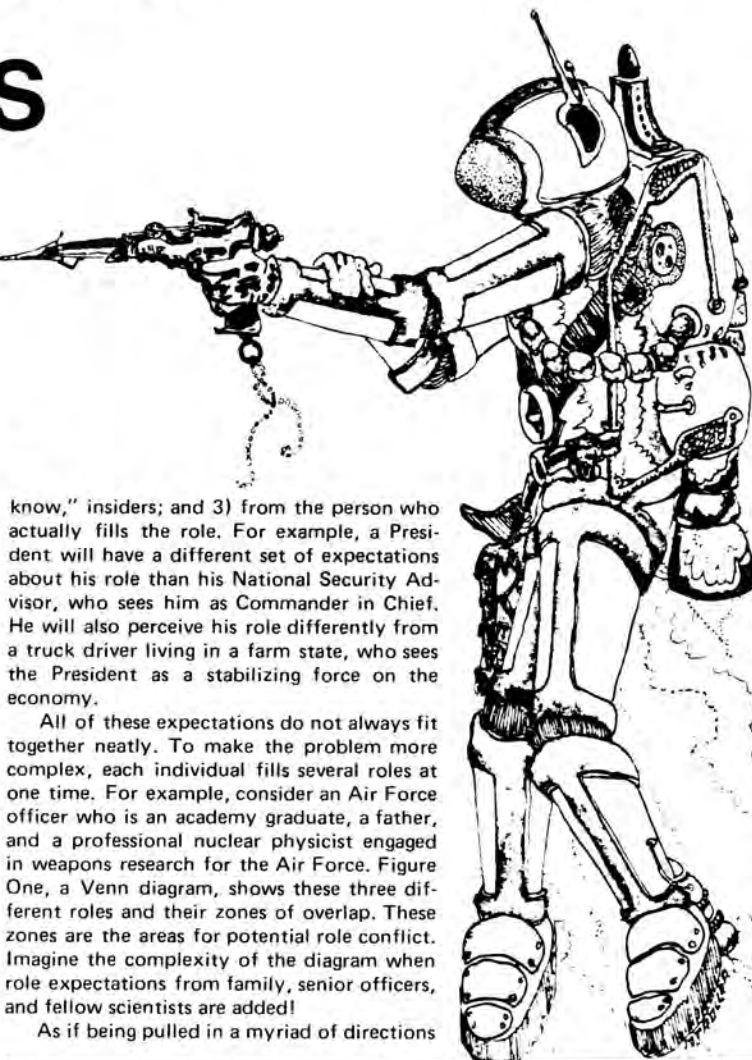 S
know," insiders; and 3) from the person who
actually fills the role. For example, a Presi-
dent will have a different set of expectations
about his role than his National Security Ad-
visor, who sees him as Commander in Chief.
He will also perceive his role differently from
a truck driver living in a farm state, who sees
the President as a stabilizing force on the
economy.
All of these expectations do not always fit
together neatly. To make the problem more
complex, each individual fills several roles at
one time. For example, consider an Air Force
officer who is an academy graduate, a father,
and a professional nuclear physicist engaged
in weapons research for the Air Force. Figure
One, a Venn diagram, shows these three dif-
ferent roles and their zones of overlap. These
zones are the areas for potential role conflict.
Imagine the complexity of the diagram when
role expectations from family, senior officers,
and fellow scientists are added!
As if being pulled in a myriad of directions